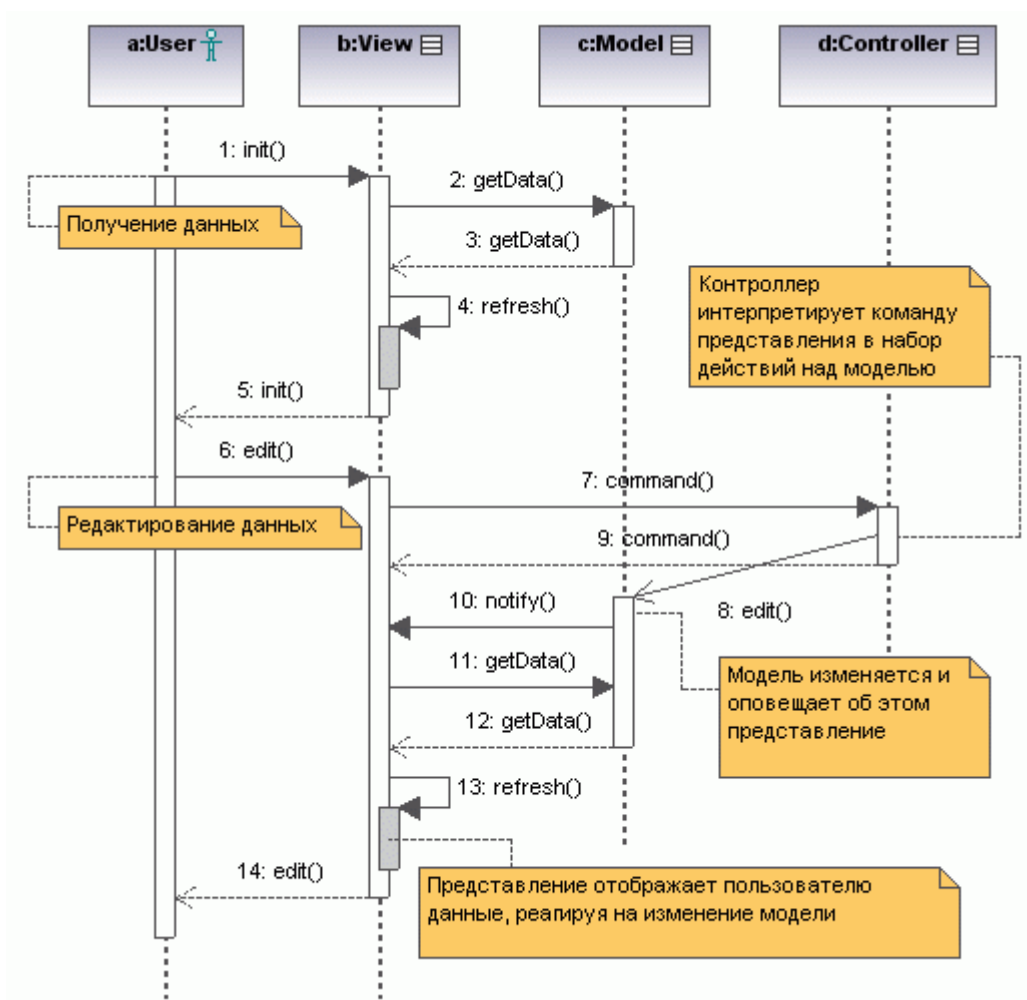 a:User
b:View
c:Model
d:Controller
1: init()
2: getData()
Получение данных
3: getData()
Контроллер
интерпретирует команду
представления в набор
действий над моделью
4: refresh()
5: init()
6: edit()
7: command()
Редактирование данных
9: command()
10: notify()
8: edit()
11: getData()
Модель изменяется и
оповещает об этом
представление
12: getData()
13: refresh()
14: edit()
Представление отображает пользователю
данные, реагируя на изменение модели